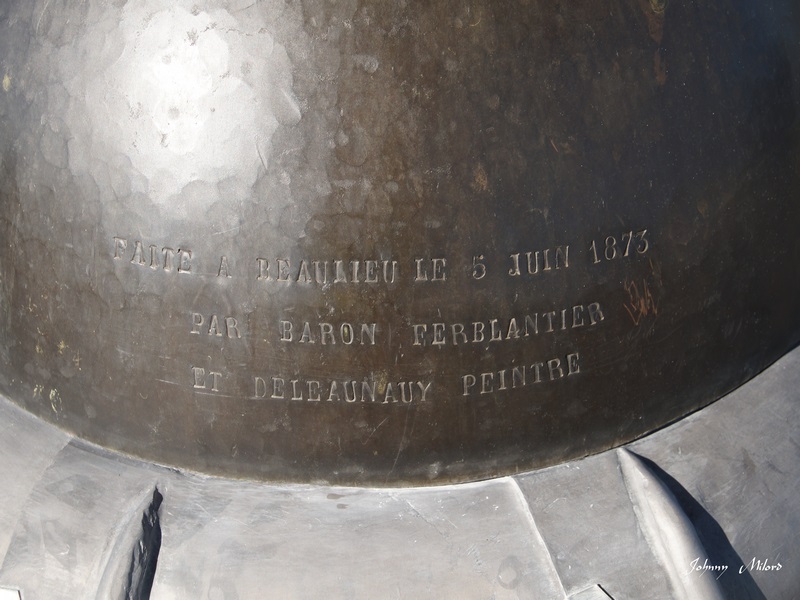 FAITE A BEAULIEU LE 5 JUIN 1873
PAR BARON FERBLANTIER
ET DELEAUNAUY PEINTRE
Johnny Milord